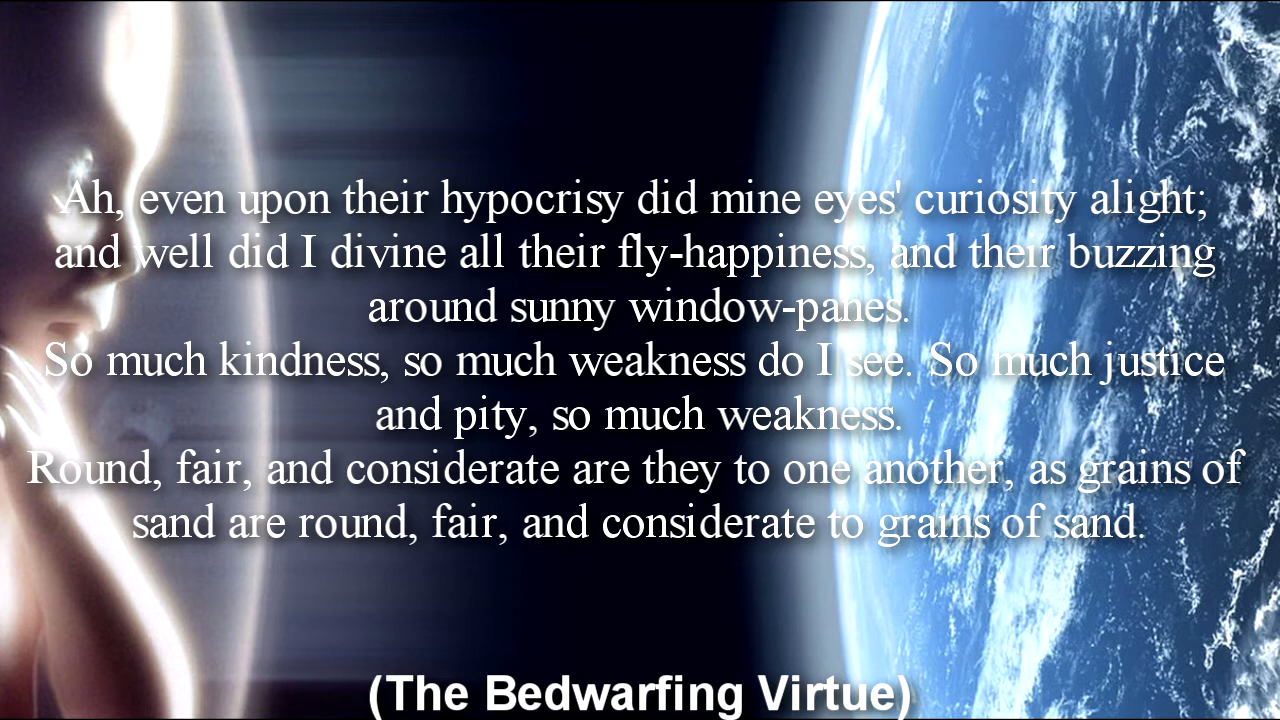 Ah, even upon their hypocrisy did mine eyes' curiosity alight;
and well did I divine all their fly-happiness, and their buzzing
around sunny window-panes.
So much kindness, so much weakness do I see. So much justice
and pity, so much weakness.
Round, fair, and considerate are they to one another, as grains of
sand are round, fair, and considerate to grains of sand.
(The Bedwarfing Virtue)